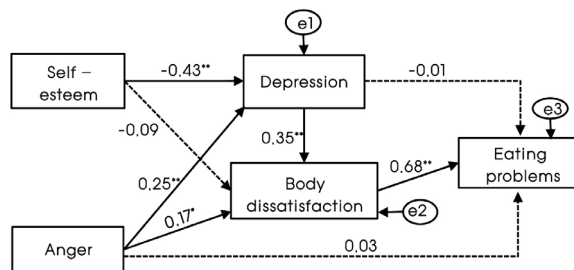 e1
Self –
esteem
-0.43**
Depression
-0,01
-0,09
e3
0,35**
Eating
problems
0,25**
Body
dissatisfaction
0.68**
0.17*
e2
Anger
0,03